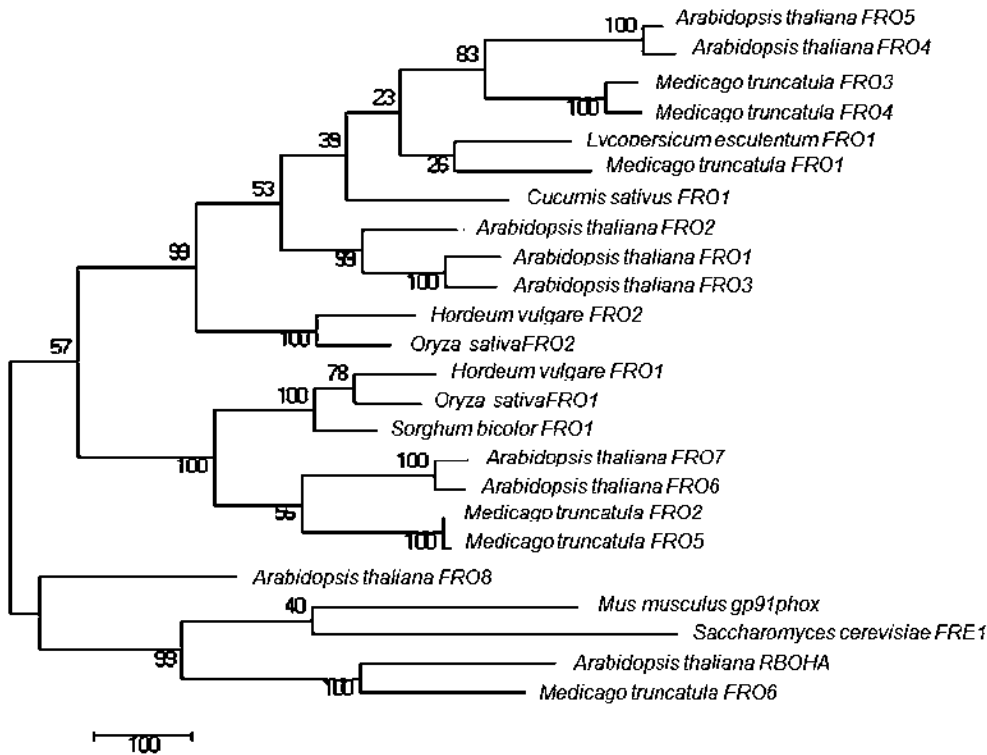 Arabidopsis thaliana FRO5
100
Arabidopsis thaliana FRO4
83
Medicago truncatula FRO3
100
Medicago truncatula FRO4
23
Lycopersicum esculentum FRO1
26
Medicago truncatula FRO1
39
Cucumis sativus FRO1
53
Arabidopsis thaliana FRO2
99
Arabidopsis thaliana FRO1
100
Arabidopsis thaliana FRO3
99
Hordeum vulgare FRO2
100
Oryza sativaFRO2
57
Hordeum vulgare FRO1
78
Oryza sativaFRO1
100
Sorghum bicolor FRO1
100
Arabidopsis thaliana FRO7
100
Arabidopsis thaliana FRO6
Medicago truncatula FRO2
100
Medicago truncatula FRO5
Arabidopsis thaliana FRO8
Mus musculus gp91phox
40
Saccharomyces cerevisiae FRE1
99
Arabidopsis thaliana RBOHA
100
Medicago truncatula FRO6
100